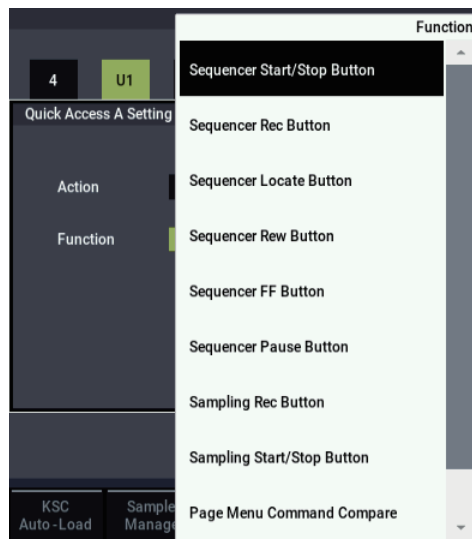 Function
4
U1
Sequencer Start/Stop Button
Quick Access A Setting
Sequencer Rec Button
Action
Sequencer Locate Button
Function
Sequencer Rew Button
Sequencer FF Button
Sequencer Pause Button
Sampling Rec Button
Sampling Start/Stop Button
Page Menu Command Compare
KSC
Auto-Load
Sample